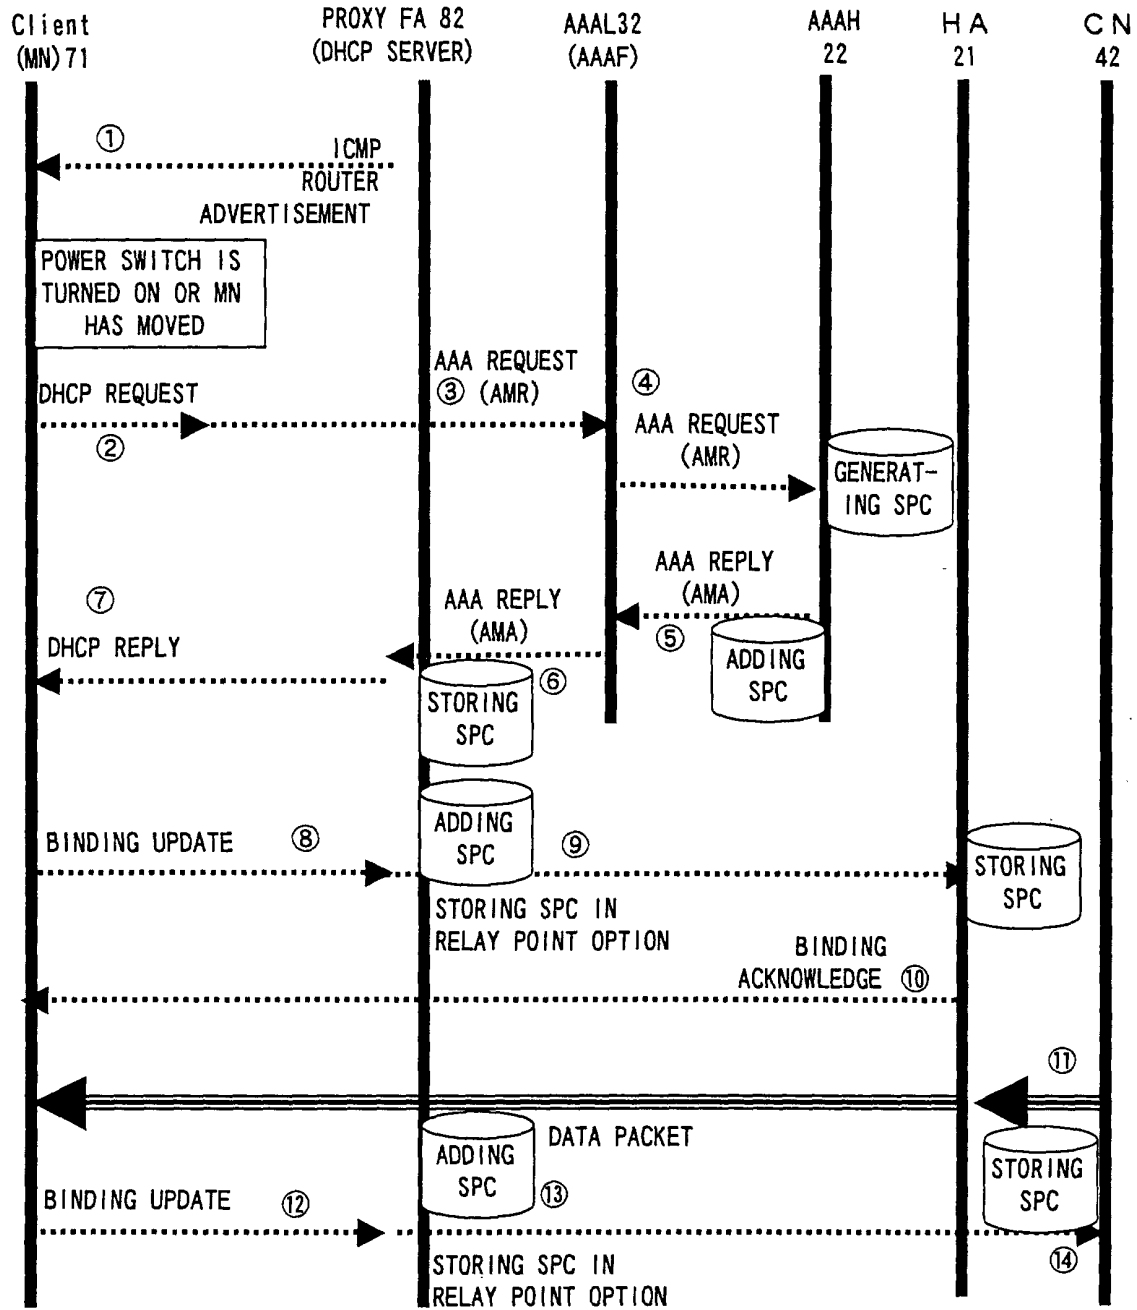 Client
(MN) 71
PROXY FA 82
(DHCP SERVER)
AAAL32
(AAAF)
AAAH
22
HA
21
CN
42
①
ICMP
ROUTER
ADVERTISEMENT
POWER SWITCH IS
TURNED ON OR MN
HAS MOVED
DHCP REQUEST
②
AAA REQUEST
③ (AMR)
④
AAA REQUEST
(AMR)
GENERAT-
ING SPC
AAA REPLY
(AMA)
⑤
ADDING
SPC
AAA REPLY
(AMA)
⑥
STORING
SPC
⑦
DHCP REPLY
BINDING UPDATE ⑧
ADDING
SPC
⑨
STORING SPC IN
RELAY POINT OPTION
STORING
SPC
BINDING
ACKNOWLEDGE ⑩
⑪
DATA PACKET
ADDING
SPC
⑬
STORING
SPC
BINDING UPDATE ⑫
⑭
STORING SPC IN
RELAY POINT OPTION